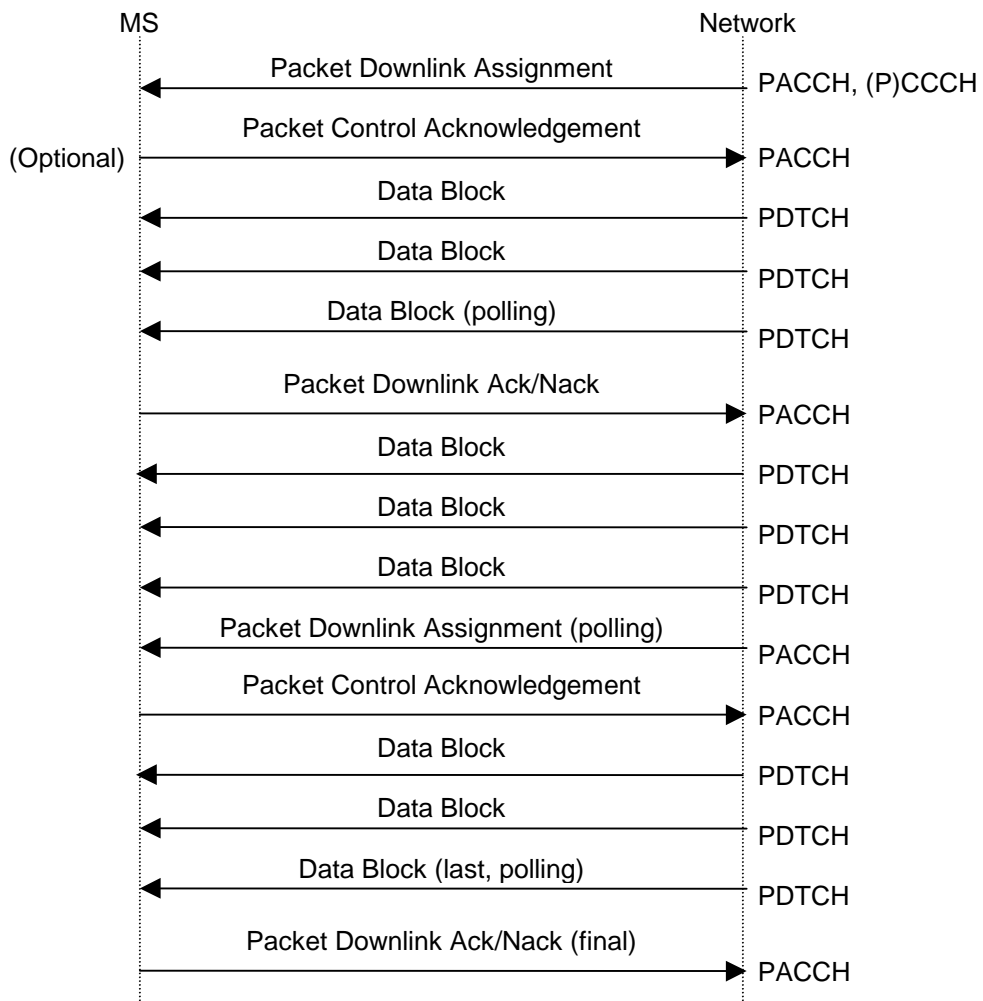 MS Network
Packet Downlink Assignment
PACCH, (P)CCCH
Packet Control Acknowledgement
(Optional) PACCH
Data Block
PDTCH
Data Block
PDTCH
Data Block (polling)
PDTCH
Packet Downlink Ack/Nack
PACCH
Data Block
PDTCH
Data Block
PDTCH
Data Block
PDTCH
Packet Downlink Assignment (polling)
PACCH
Packet Control Acknowledgement
PACCH
Data Block
PDTCH
Data Block
PDTCH
Data Block (last, polling)
PDTCH
Packet Downlink Ack/Nack (final)
PACCH